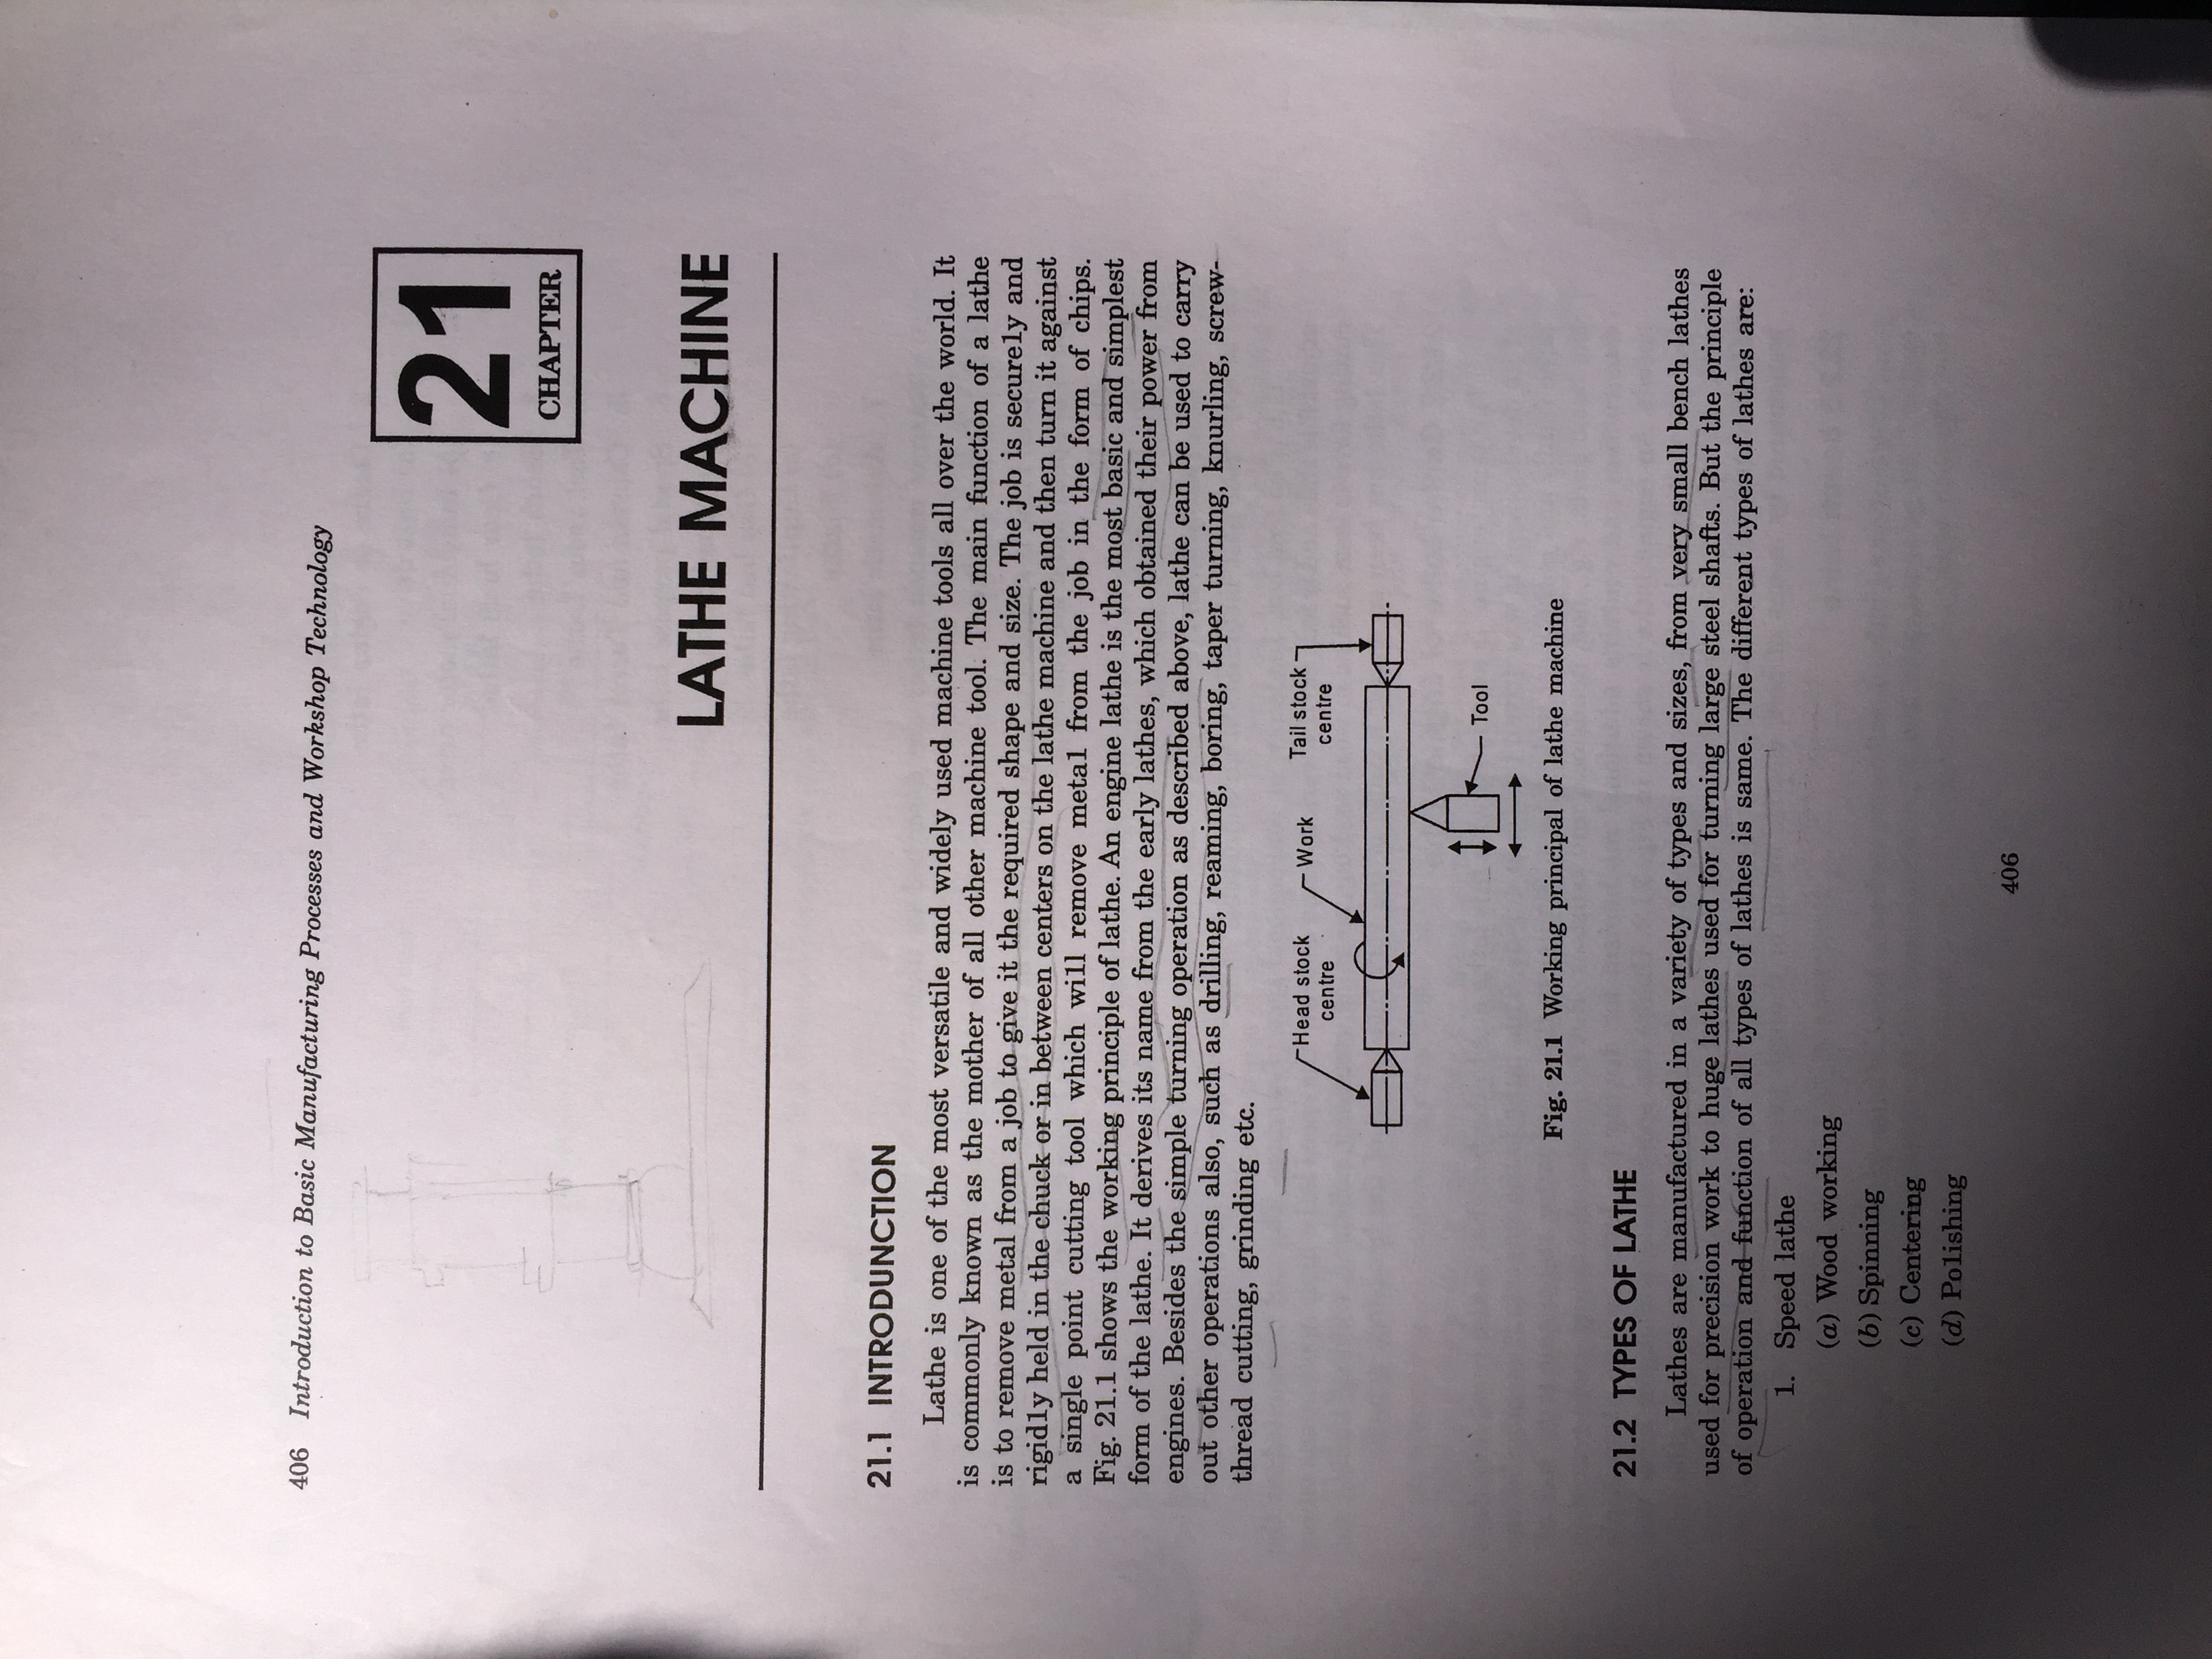 406 Introduction to Basic Manufacturing Processes and Workshop Technology
21
CHAPTER
LATHE MACHINE
21.1 INTRODUNCTION
Lathe is one of the most versatile and widely used machine tools all over the world. It
is commonly known as the mother of all other machine tool. The main function of a lathe
is to remove metal from a job to give it the required shape and size. The job is securely and
rigidly held in the chuck or in between centers on the lathe machine and then turn it against
a single point cutting tool which will remove metal from the job in the form of chips.
Fig. 21.1 shows the working principle of lathe. An engine lathe is the most basic and simplest
form of the lathe. It derives its name from the early lathes, which obtained their power from
engines. Besides the simple turning operation as described above, lathe can be used to carry
out other operations also, such as drilling, reaming, boring, taper turning, knurling, screw-
thread cutting, grinding etc.
Head stock
centre
Work
Tail stock
centre
Tool
Fig. 21.1 Working principal of lathe machine
21.2 TYPES OF LATHE
Lathes are manufactured in a variety of types and sizes, from very small bench lathes
used for precision work to huge lathes used for turning large steel shafts. But the principle
of operation and function of all types of lathes is same. The different types of lathes are:
1. Speed lathe
(a) Wood working
(b) Spinning
(c) Centering
(d) Polishing
406